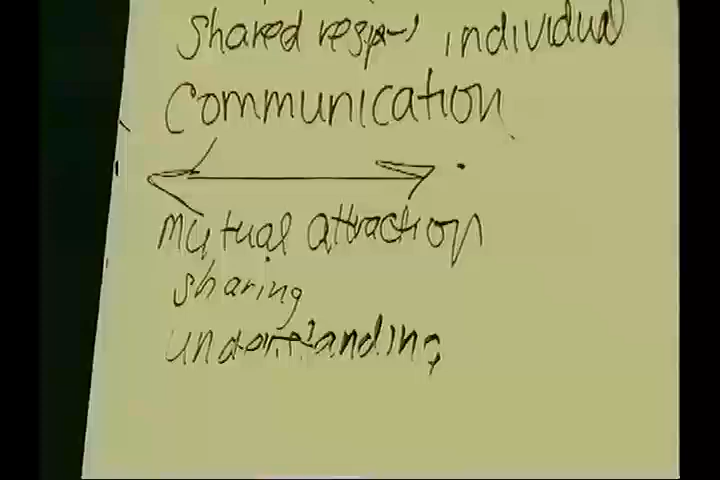 shared resp individual
Communication
mutual attraction
sharing
understanding